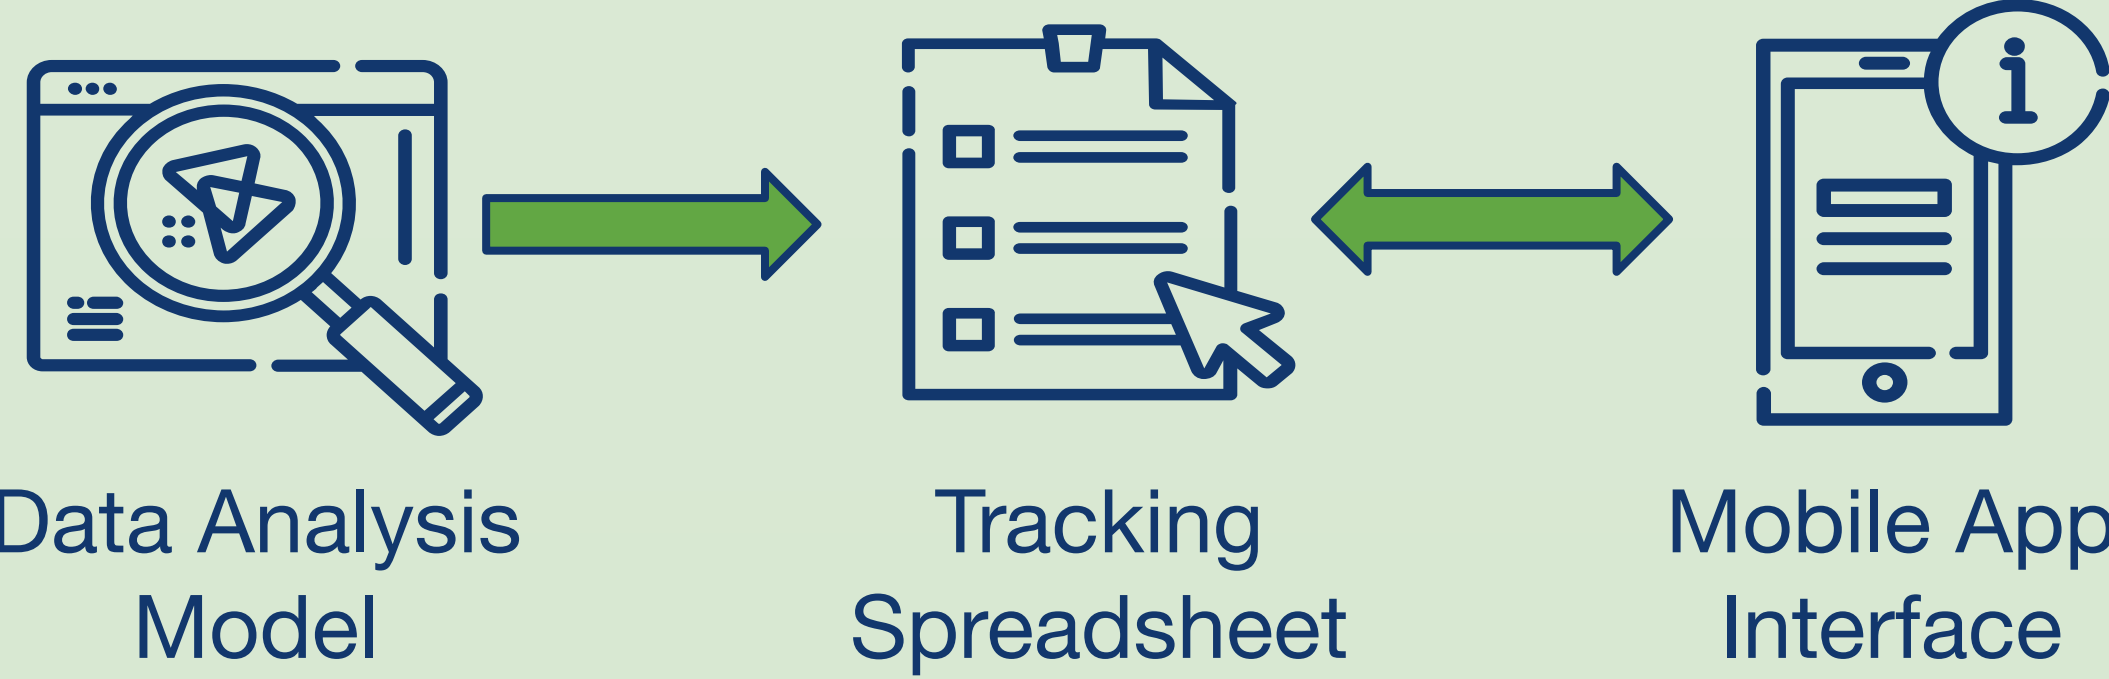 Data Analysis
Model
Tracking
Spreadsheet
Mobile App
Interface
i